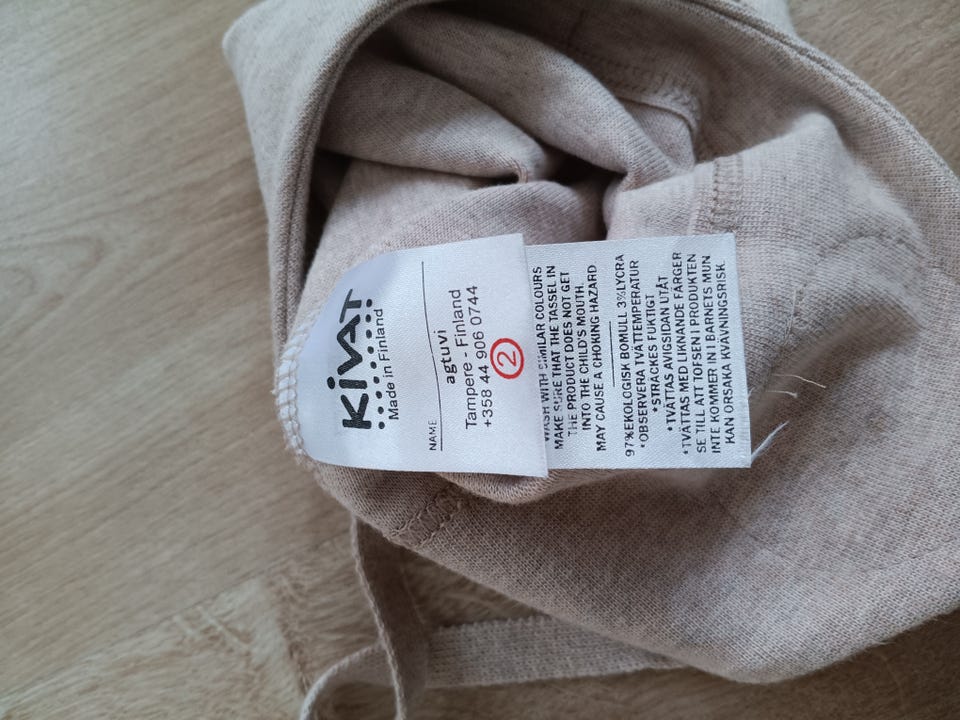 KIVAT
Made in Finland
NAME
agtuvi
Tampere - Finland
+358 44 906 0744
2
WASH WITH SIMILAR COLOURS
MAKE SURE THAT THE TASSEL IN
THE PRODUCT DOES NOT GET
INTO THE CHILD'S MOUTH.
MAY CAUSE A CHOKING HAZARD
97%EKOLOGISK BOMULL 3%LYCRA
*OBSERVERA TVÄTTEMPERATUR
*STRÄCKES FUKTIGT
*TVÄTTAS AVIGSIDAN UTÅT
*TVÄTTAS MED LIKNANDE FÄRGER
SE TILL ATT TOFSEN I PRODUKTEN
INTE KOMMER IN I BARNETS MUN
KAN ORSAKA KVÄVNINGSRISK.